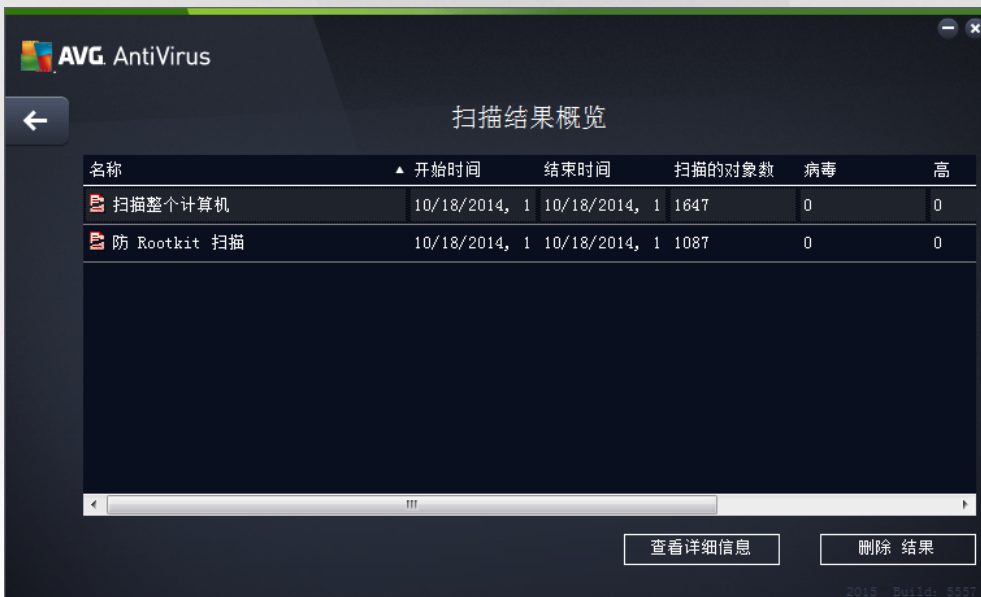 AVG. AntiVirus
扫描结果概览
名称 开始时间 结束时间 扫描的对象数 病毒 高
扫描整个计算机 10/18/2014, 1 10/18/2014, 1 1647 0 0
防 Rootkit 扫描 10/18/2014, 1 10/18/2014, 1 1087 0 0
查看详细信息 删除 结果
2015 Build: 5557